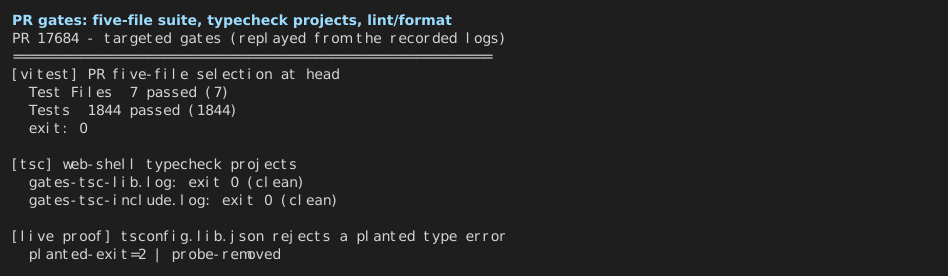 PR gates: five-file suite, typecheck projects, lint/format
PR 17684 - targeted gates (replayed from the recorded logs)
[vitest] PR five-file selection at head
Test Files 7 passed (7)
Tests 1844 passed (1844)
exit: 0
[tsc] web-shell typecheck projects
gates-tsc-lib.log: exit 0 (clean)
gates-tsc-include.log: exit 0 (clean)
[live proof] tsconfig.lib.json rejects a planted type error
planted-exit=2 | probe-removed